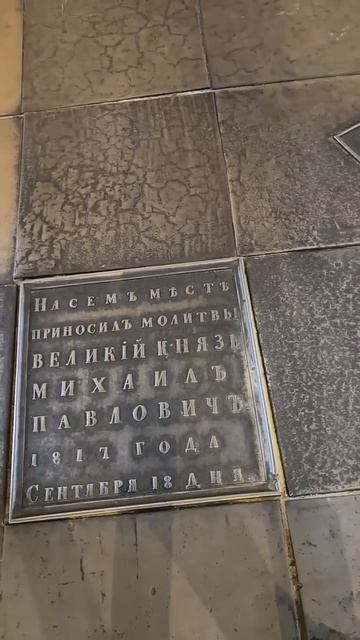 На семъ мѣстѣ
приносилъ молитвы
великій князь
Михаилъ
Павловичъ
1817 года
Сентября 18 дня.